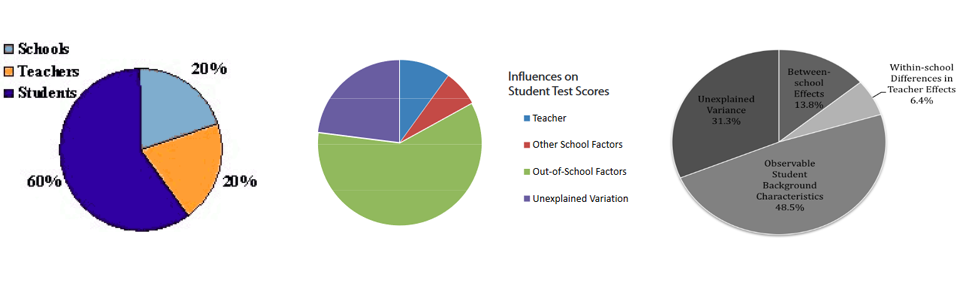 Schools
Teachers
Students
20%
20%
60%
Influences on
Student Test Scores
Teacher
Other School Factors
Out-of-School Factors
Unexplained Variation
Unexplained
Variance
31.3%
Between-
school
Effects
13.8%
Within-school
Differences in
Teacher Effects
6.4%
Observable
Student
Background
Characteristics
48.5%